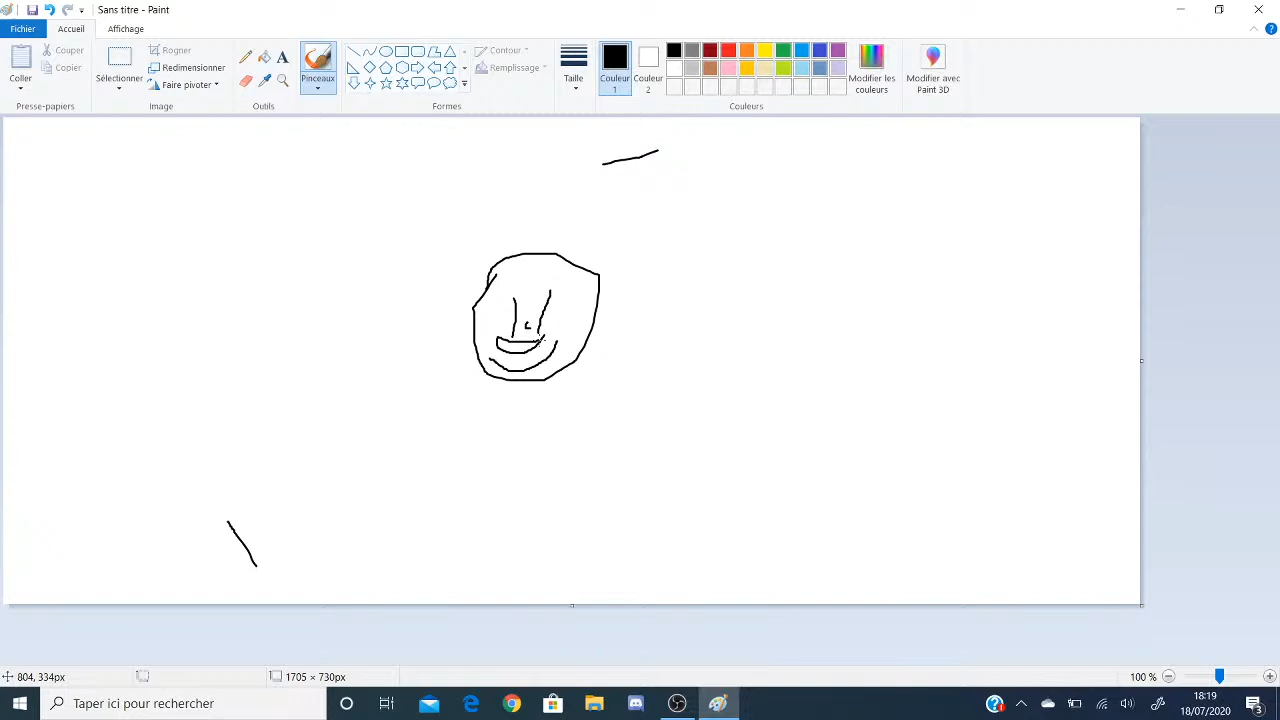 Sans titre - Paint
Fichier Accueil Affichage
Coller
Couper
Presse-papiers
Sélectionner
Rogner
Redimensionner
Faire pivoter
Image
A
Outils
Pinceaux
Contour
Remplissage
Formes
Taille
Couleur 1
Couleur 2
Couleurs
Modifier les couleurs
Modifier avec Paint 3D
804, 334px
1705 × 730px
100 %
Taper ici pour rechercher
18:19
18/07/2020
3